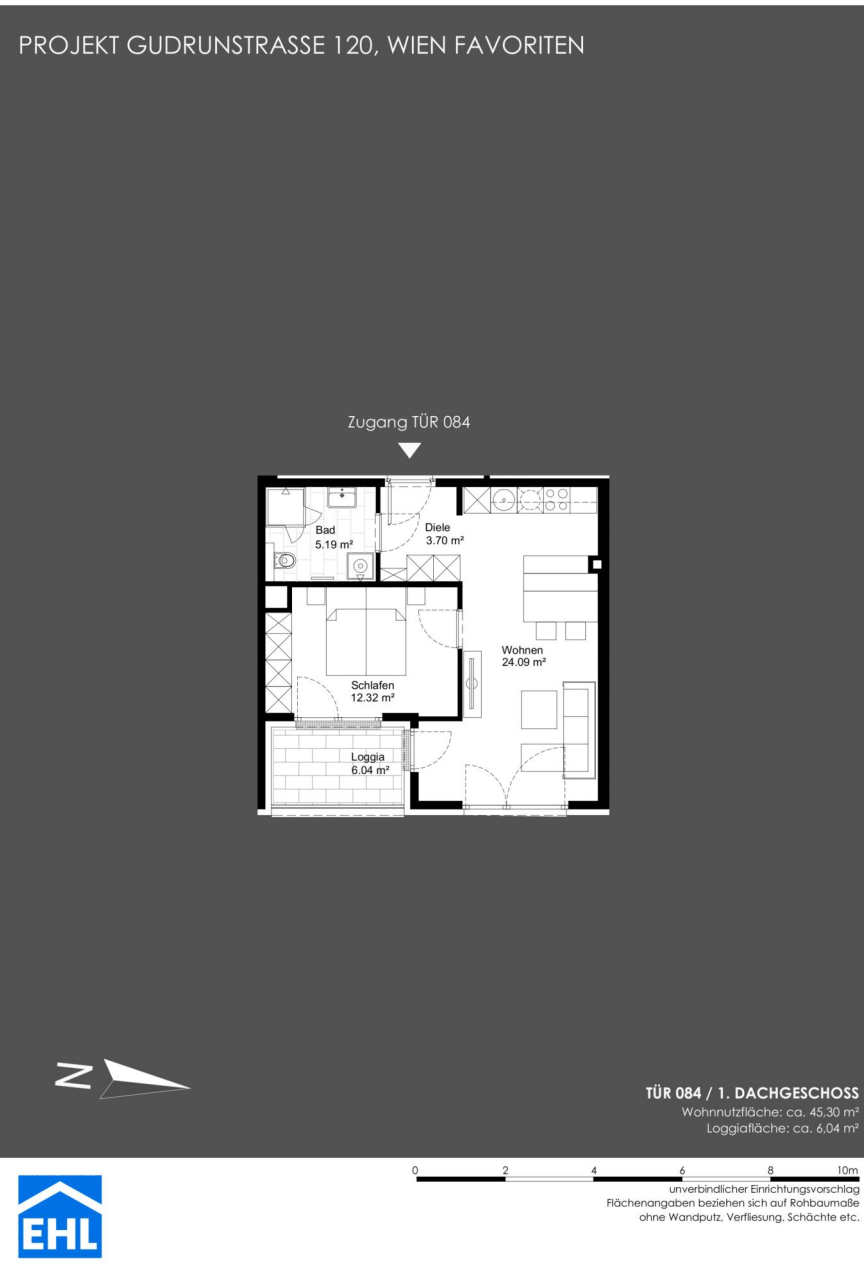 PROJEKT GUDRUNSTRASSE 120, WIEN FAVORITEN
Zugang TÜR 084
Bad
5.19 m²
Diele
3.70 m²
Wohnen
24.09 m²
Schlafen
12.32 m²
Loggia
6.04 m²
N
TÜR 084 / 1. DACHGESCHOSS
Wohnnutzfläche: ca. 45,30 m²
Loggiafläche: ca. 6,04 m²
0 2 4 6 8 10m
unverbindlicher Einrichtungsvorschlag
Flächenangaben beziehen sich auf Rohbaumaße
ohne Wandputz, Verfliesung, Schächte etc.
EHL